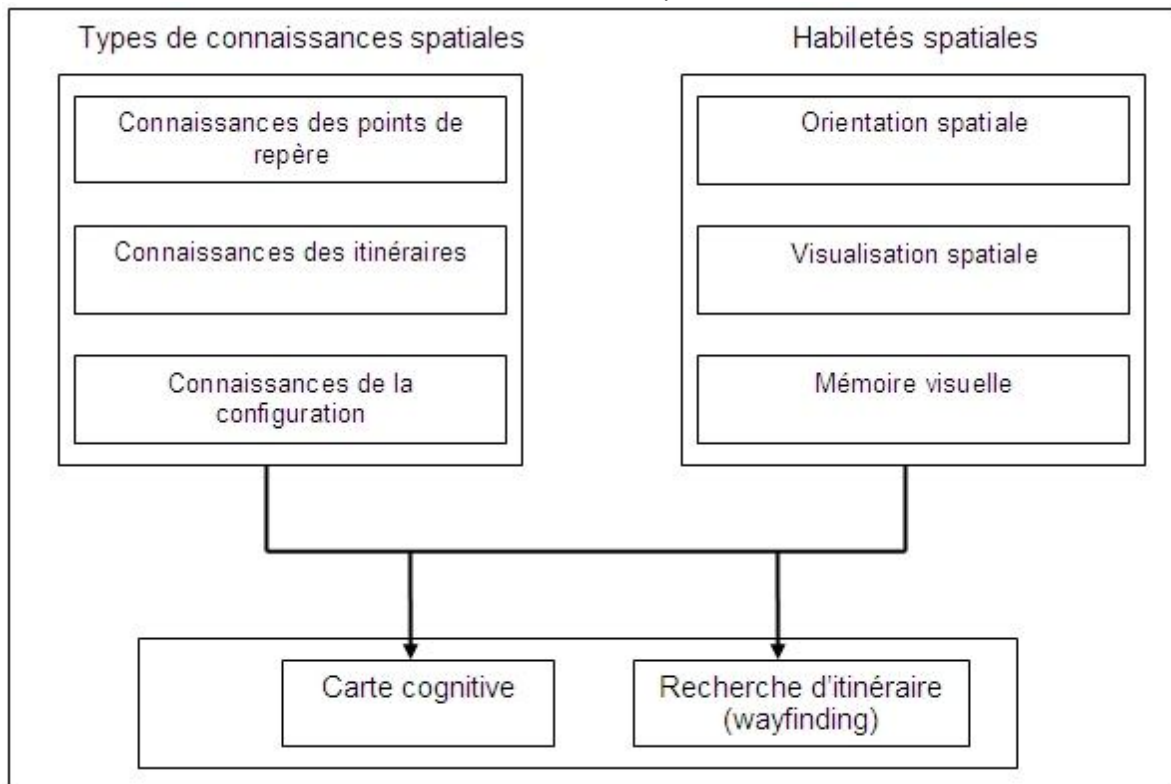 Types de connaissances spatiales
Connaissances des points de
repère
Connaissances des itinéraires
Connaissances de la
configuration
Habiletés spatiales
Orientation spatiale
Visualisation spatiale
Mémoire visuelle
Carte cognitive
Recherche d'itinéraire
(wayfinding)